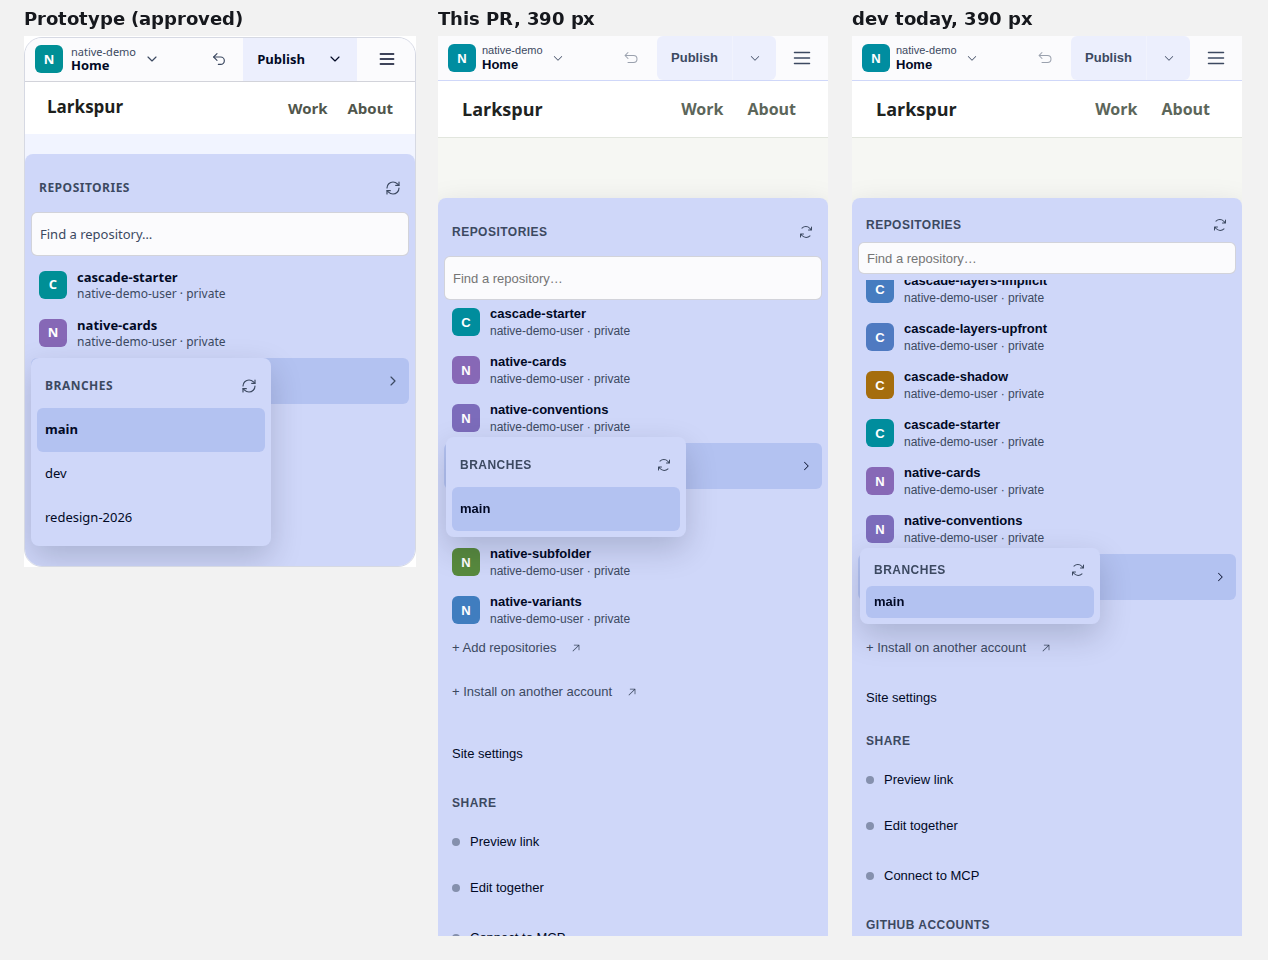 Prototype (approved)
N
native-demo
Home
Publish
Larkspur
Work
About
REPOSITORIES
Find a repository...
C
cascade-starter
native-demo-user · private
N
native-cards
native-demo-user · private
BRANCHES
main
dev
redesign-2026
This PR, 390 px
N
native-demo
Home
Publish
Larkspur
Work
About
REPOSITORIES
Find a repository…
C
cascade-starter
native-demo-user · private
N
native-cards
native-demo-user · private
N
native-conventions
native-demo-user · private
BRANCHES
main
N
native-subfolder
native-demo-user · private
N
native-variants
native-demo-user · private
+ Add repositories
+ Install on another account
Site settings
SHARE
Preview link
Edit together
Connect to MCP
dev today, 390 px
N
native-demo
Home
Publish
Larkspur
Work
About
REPOSITORIES
Find a repository…
C
cascade-layers-implicit
native-demo-user · private
C
cascade-layers-upfront
native-demo-user · private
C
cascade-shadow
native-demo-user · private
C
cascade-starter
native-demo-user · private
N
native-cards
native-demo-user · private
N
native-conventions
native-demo-user · private
BRANCHES
main
+ Install on another account
Site settings
SHARE
Preview link
Edit together
Connect to MCP
GITHUB ACCOUNTS